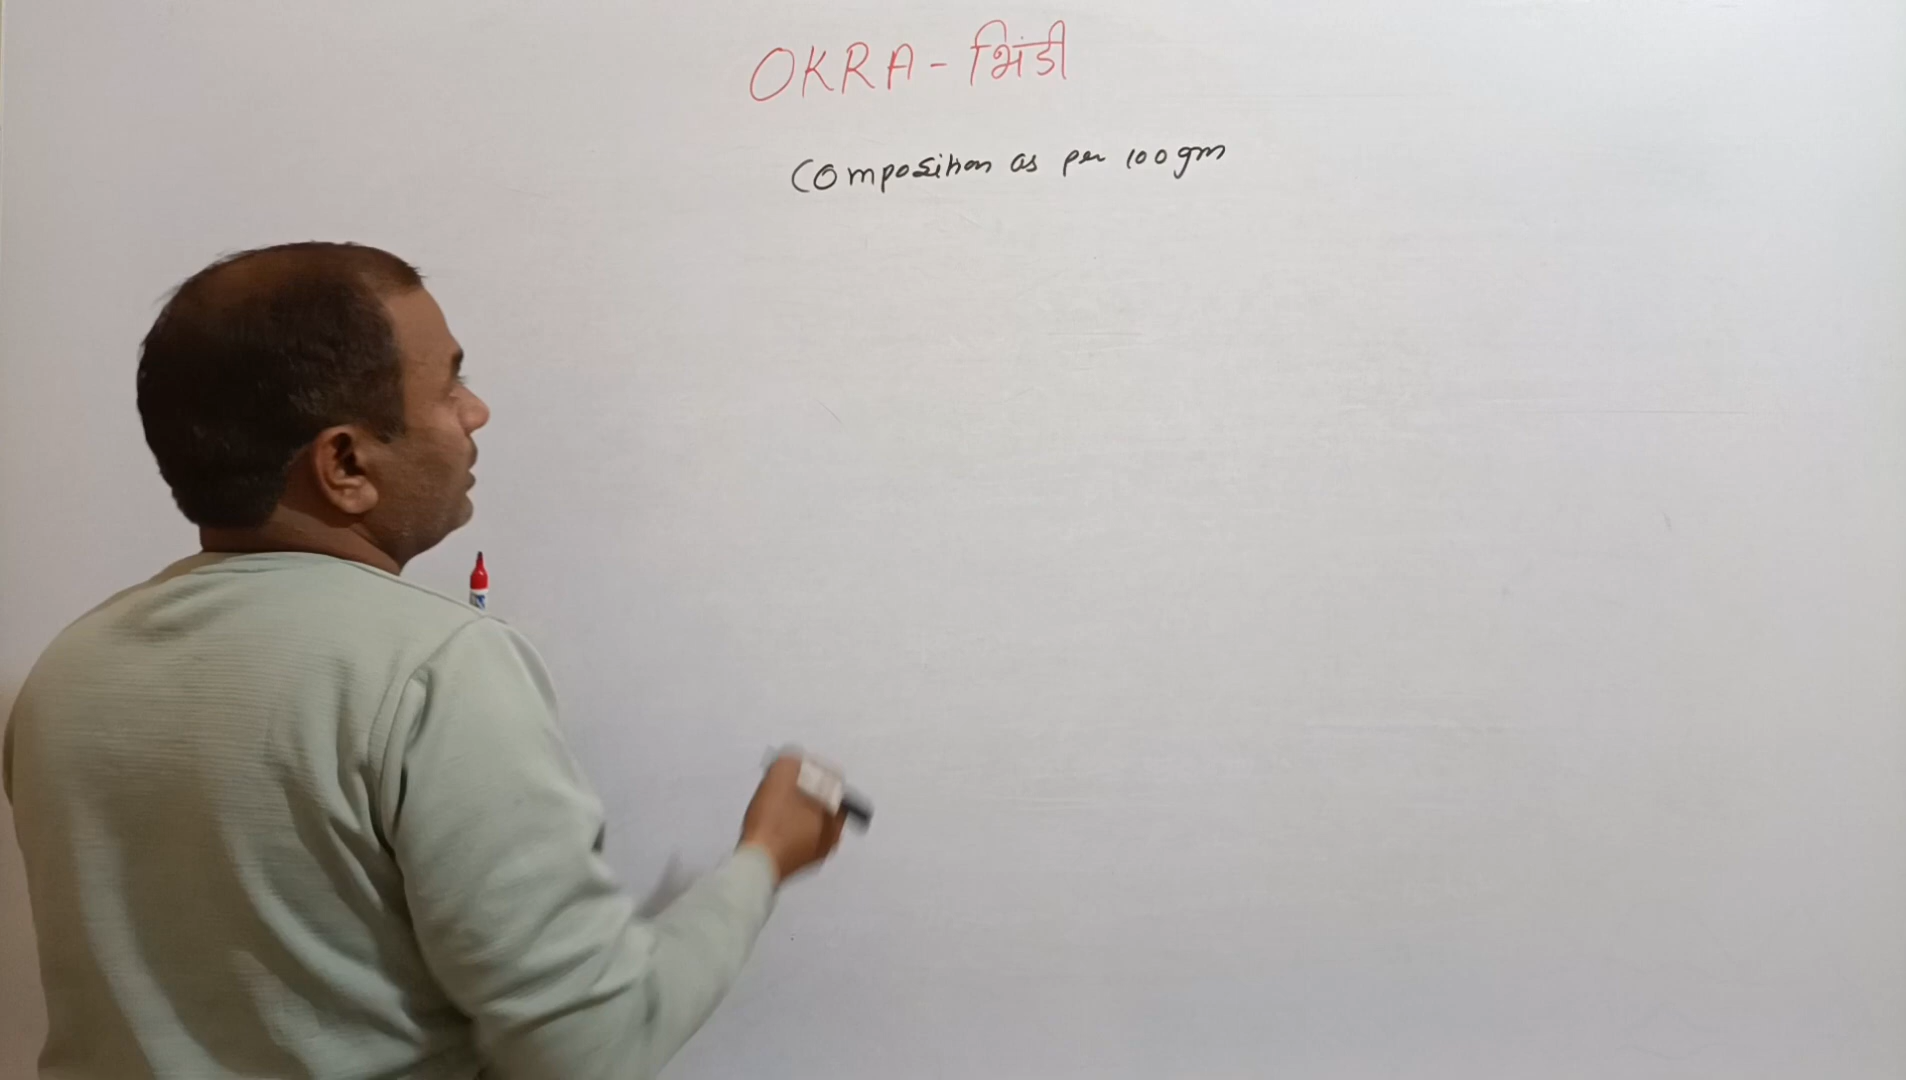 OKRA - भिंडी
Composition as per 100 gm